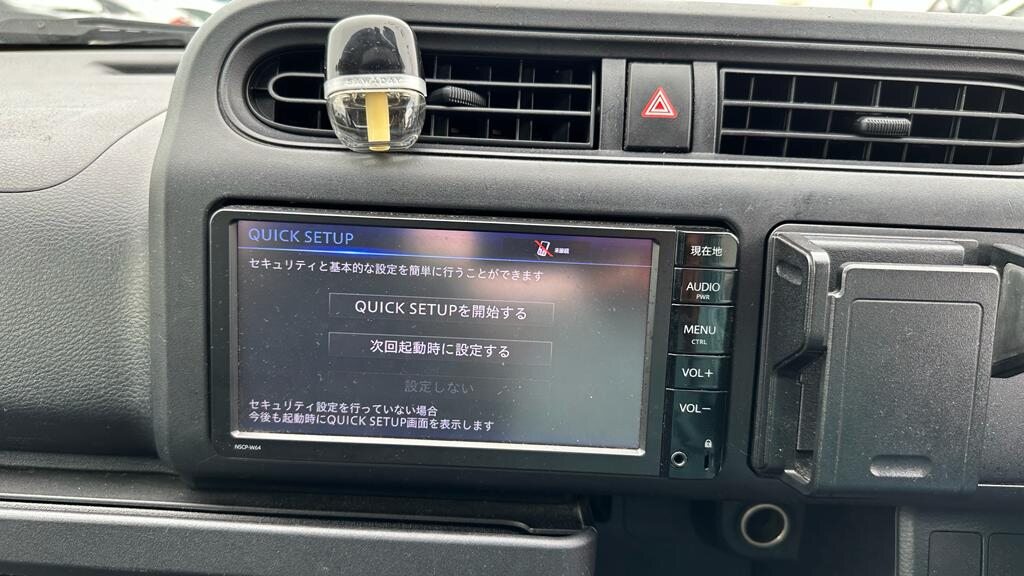 SAWADAY
QUICK SETUP
未接続
セキュリティと基本的な設定を簡単に行うことができます
QUICK SETUPを開始する
次回起動時に設定する
設定しない
セキュリティ設定を行っていない場合
今後も起動時にQUICK SETUP画面を表示します
NSCP-W64
現在地
AUDIO
PWR
MENU
CTRL
VOL+
VOL−